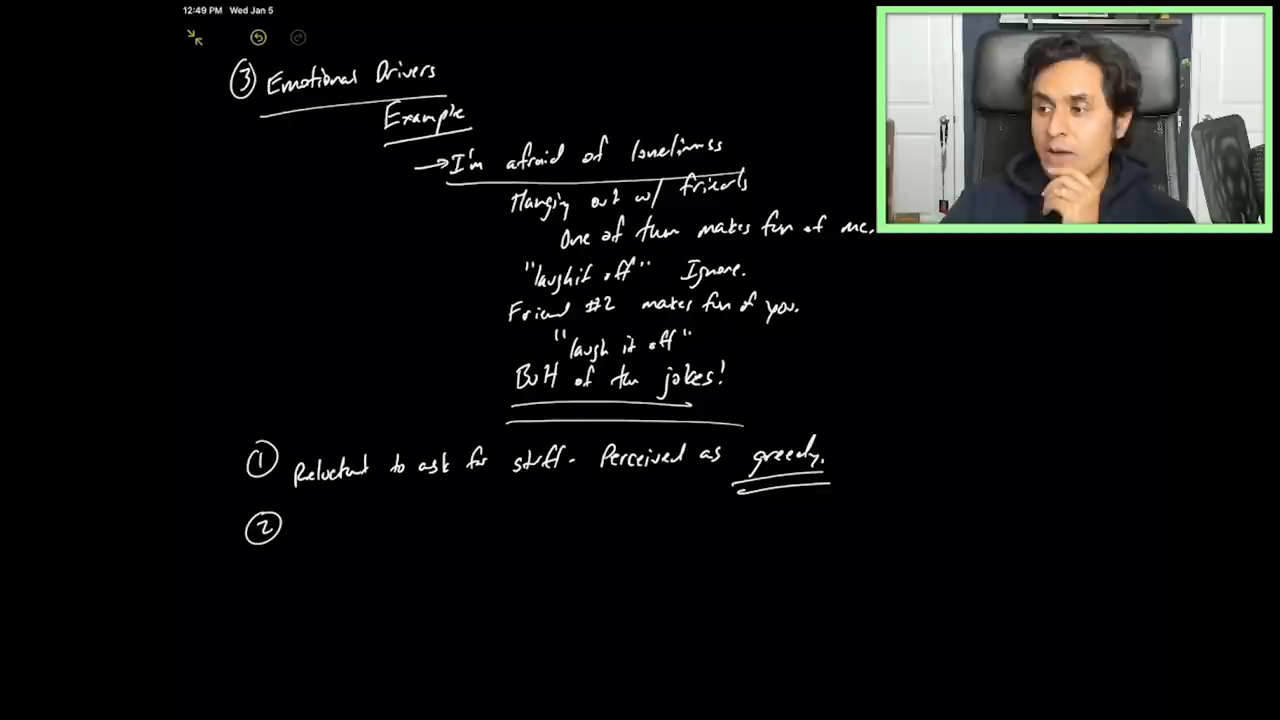 12:49 PM Wed Jan 5
③ Emotional Drivers
Example
→ I'm afraid of loneliness
Hanging out w/ friends
One of them makes fun of me.
"laugh it off" Ignore.
Friend #2 makes fun of you.
"laugh it off"
Butt of the jokes!
① Reluctant to ask for stuff. Perceived as greedy.
②